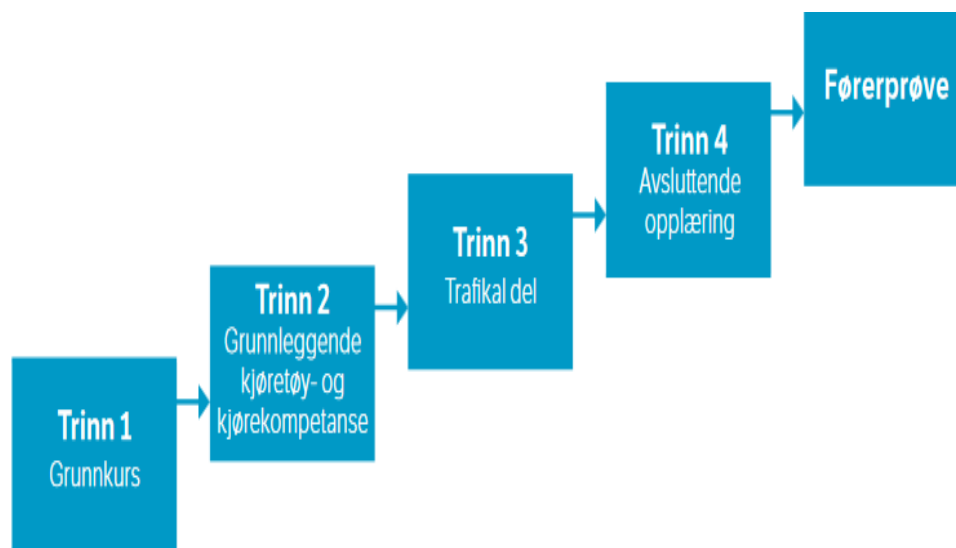 Trinn 1
Grunnkurs
Trinn 2
Grunnleggende
kjøretøy- og
kjørekompetanse
Trinn 3
Trafikal del
Trinn 4
Avsluttende
opplæring
Førerprøve